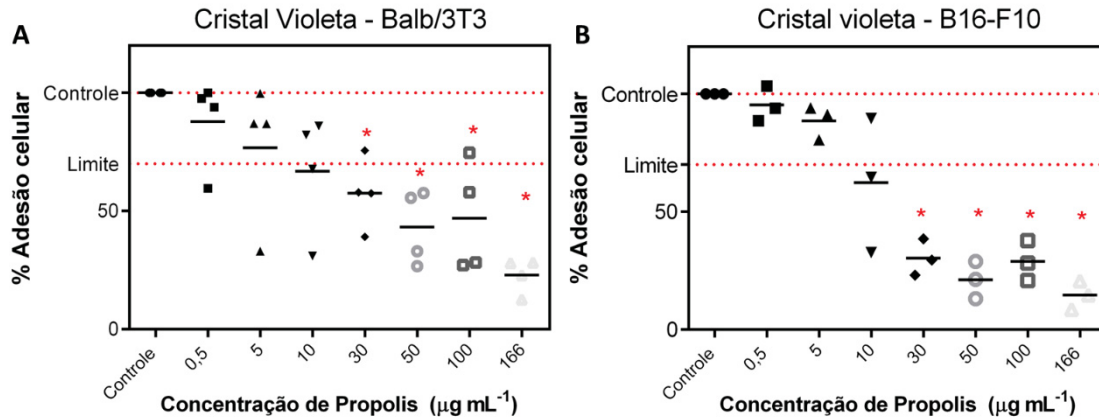 A
Cristal Violeta - Balb/3T3
% Adesão celular
Controle
Limite
50
0
*
*
*
*
Controle
0,5
5
10
30
50
100
166
Concentração de Propolis (µg mL⁻¹)
B
Cristal violeta - B16-F10
% Adesão celular
Controle
Limite
50
0
*
*
*
*
Controle
0,5
5
10
30
50
100
166
Concentração de Propolis (µg mL⁻¹)